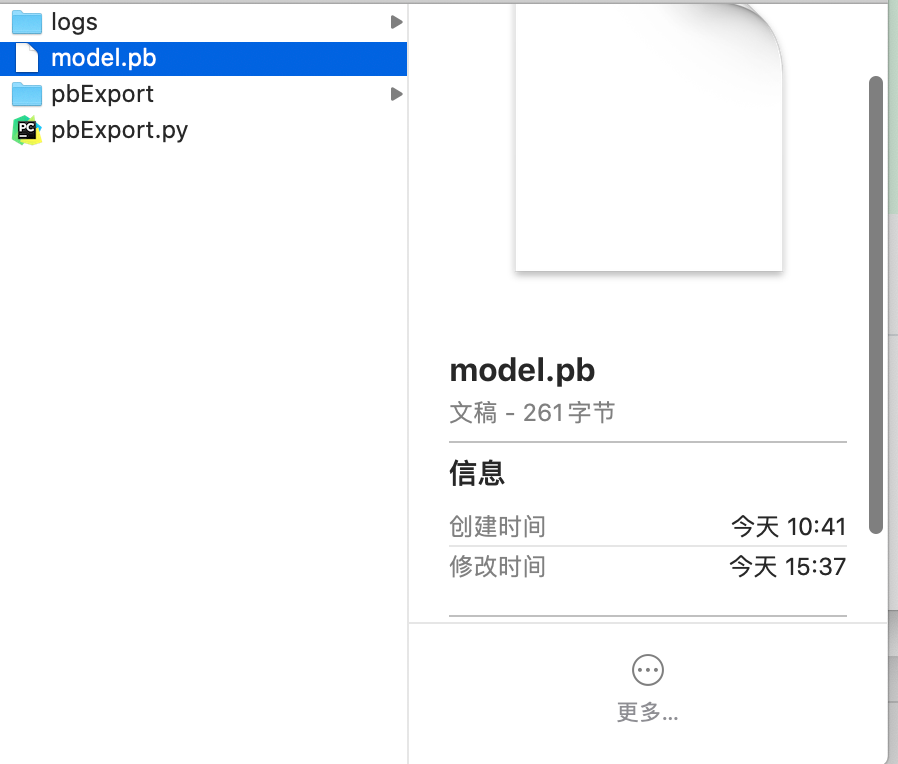 logs
model.pb
pbExport
pbExport.py
model.pb
文稿 - 261字节
信息
创建时间 今天 10:41
修改时间 今天 15:37
更多...